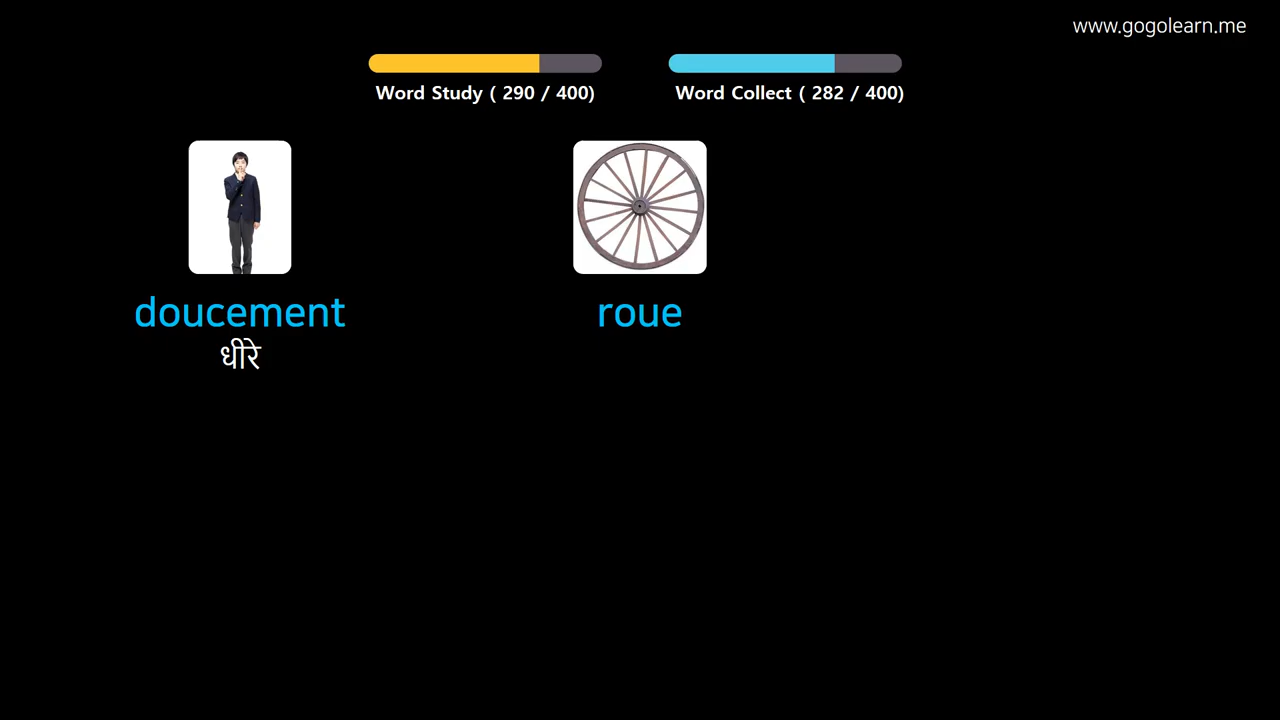 www.gogolearn.me
Word Study ( 290 / 400)
Word Collect ( 282 / 400)
doucement
धीरे
roue